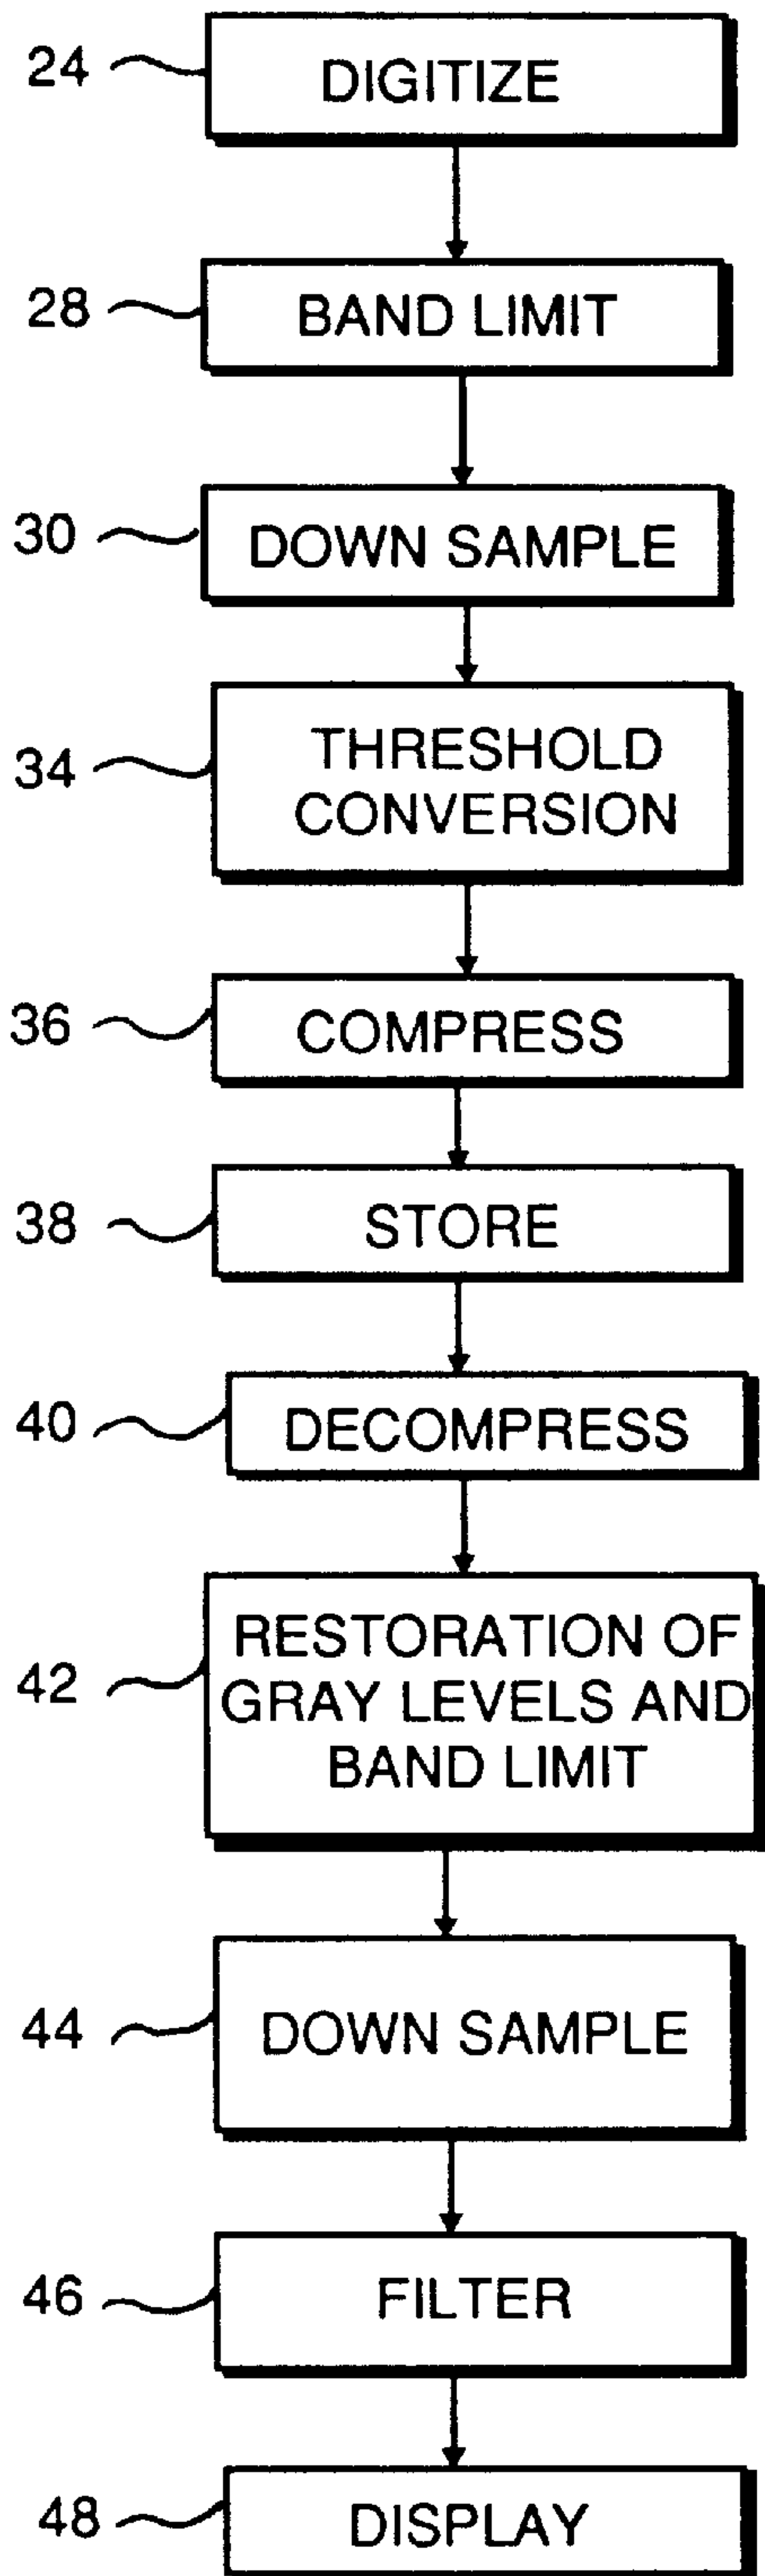 24 DIGITIZE
28 BAND LIMIT
30 DOWN SAMPLE
34 THRESHOLD
CONVERSION
36 COMPRESS
38 STORE
40 DECOMPRESS
RESTORATION OF
42 GRAY LEVELS AND
BAND LIMIT
44 DOWN SAMPLE
46 FILTER
48 DISPLAY